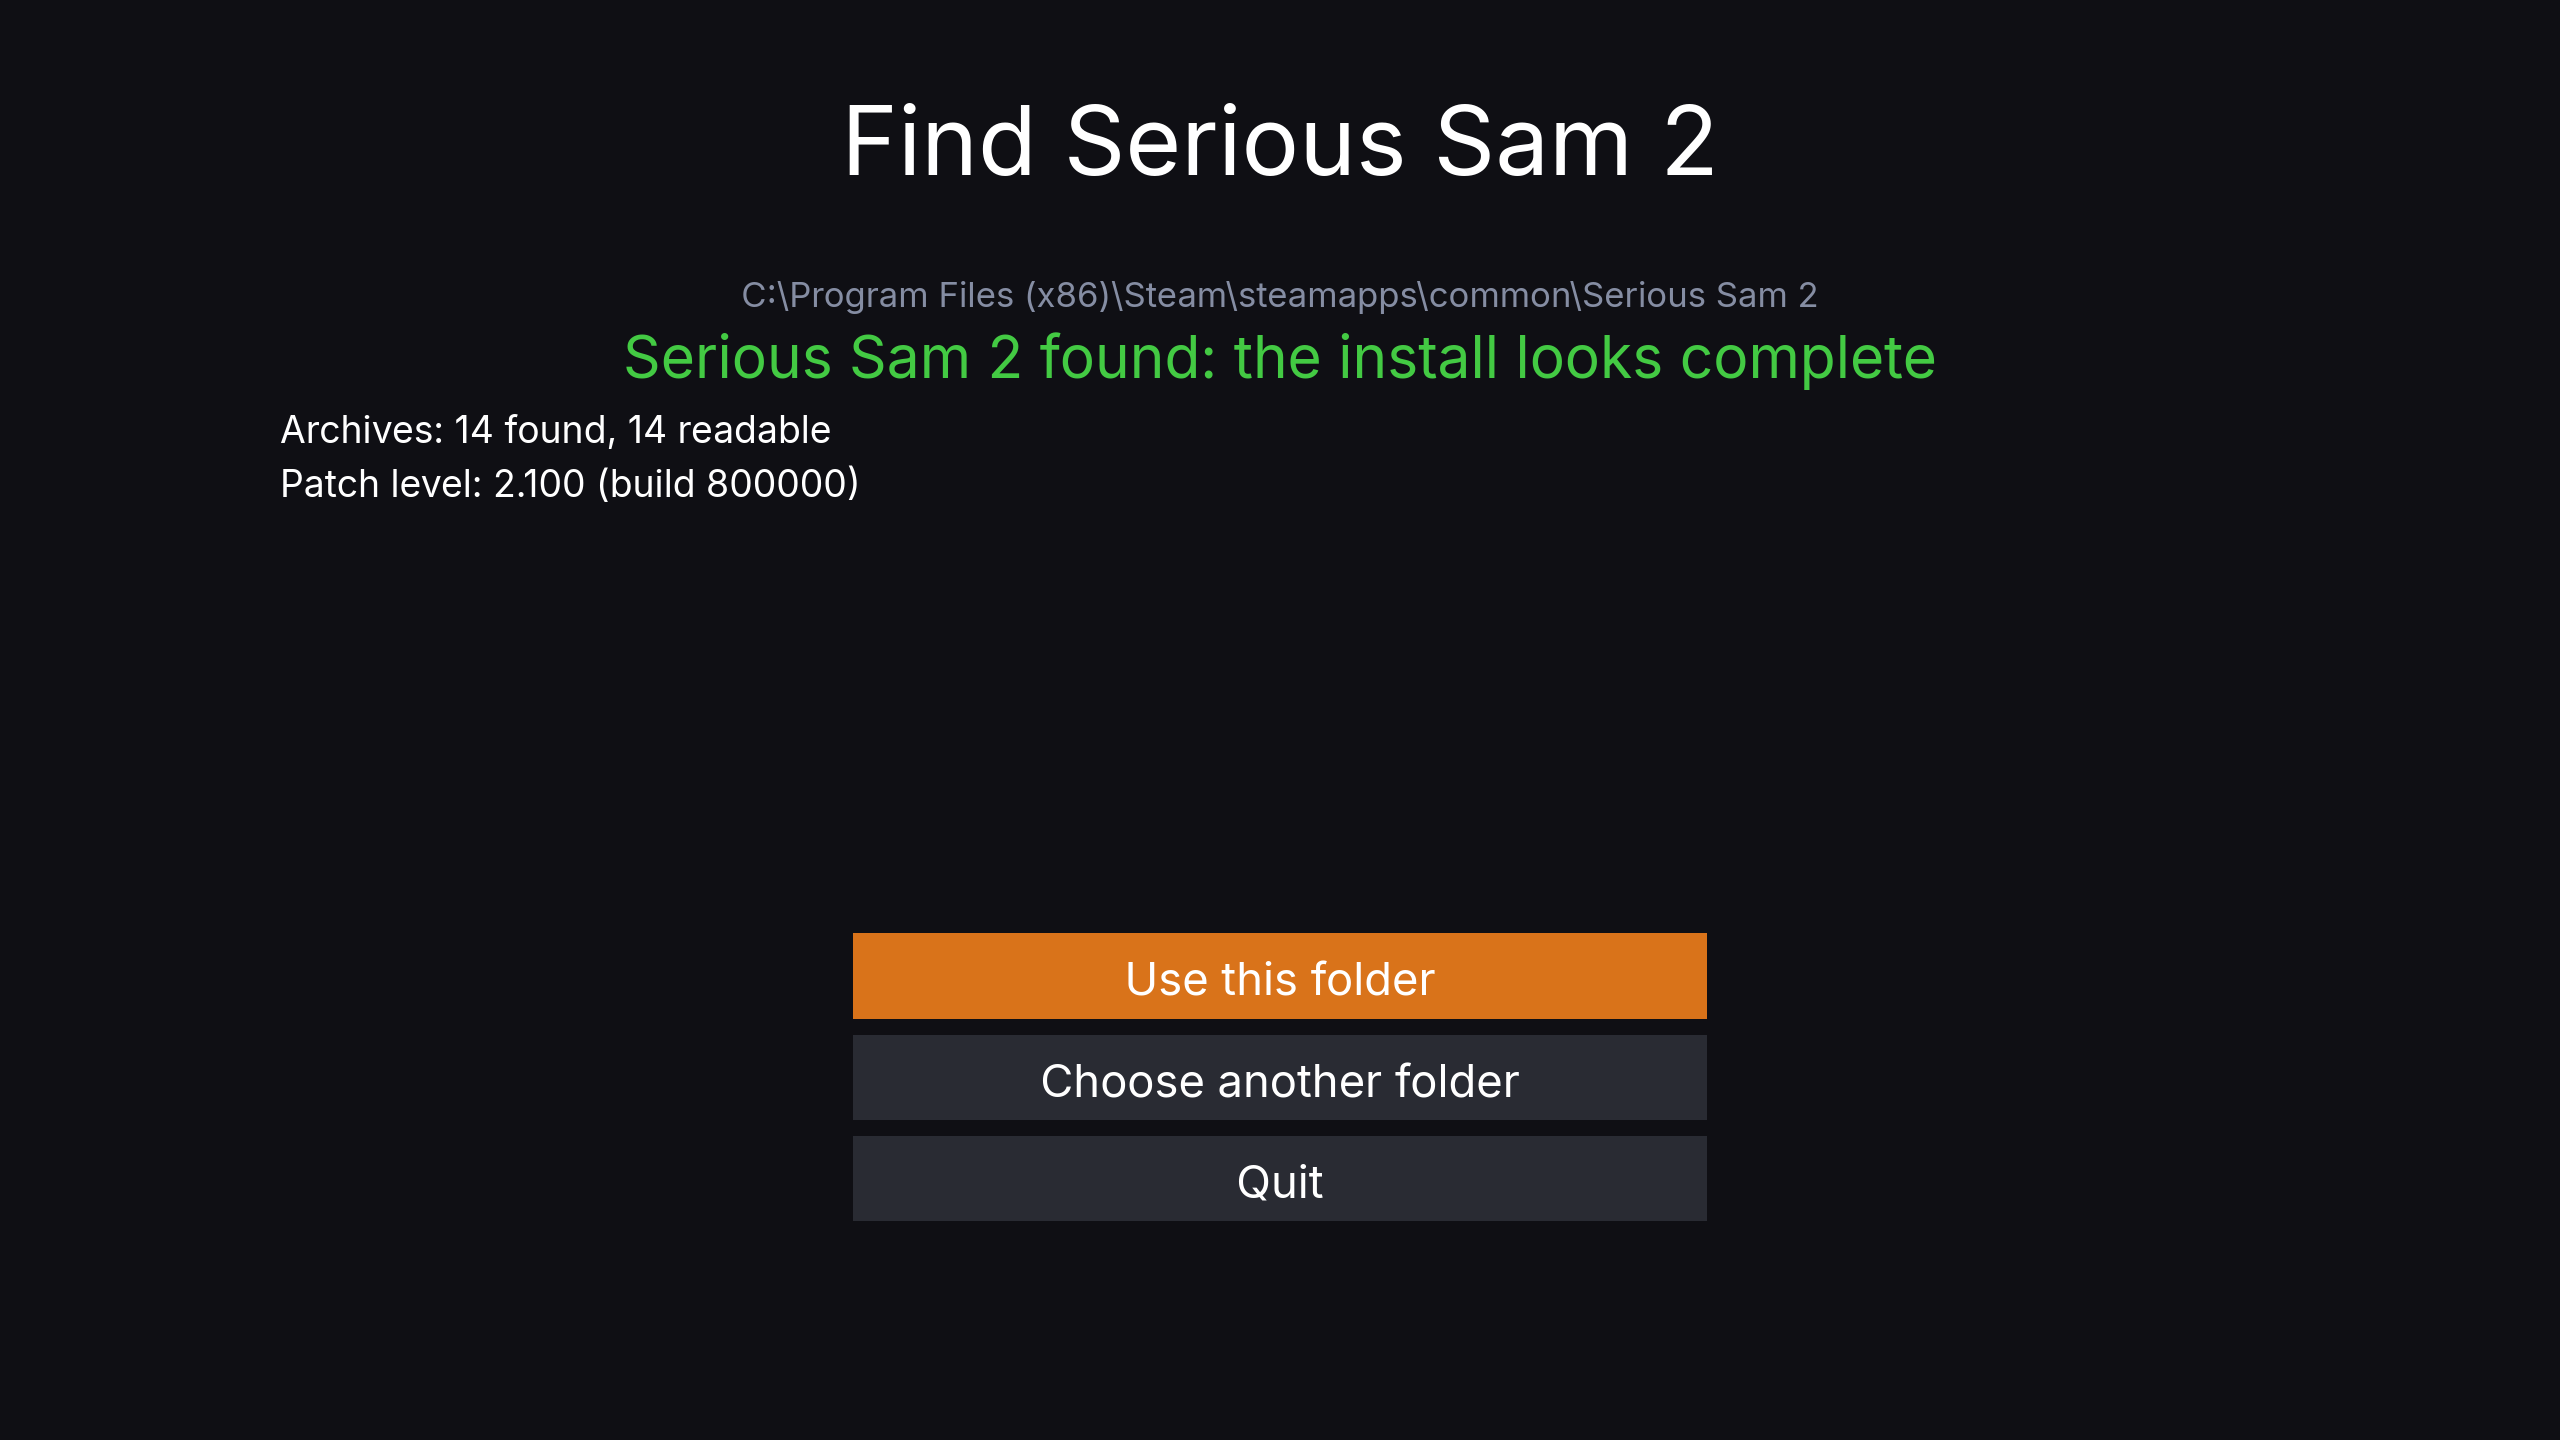 Find Serious Sam 2
C:\Program Files (x86)\Steam\steamapps\common\Serious Sam 2
Serious Sam 2 found: the install looks complete
Archives: 14 found, 14 readable
Patch level: 2.100 (build 800000)
Use this folder
Choose another folder
Quit